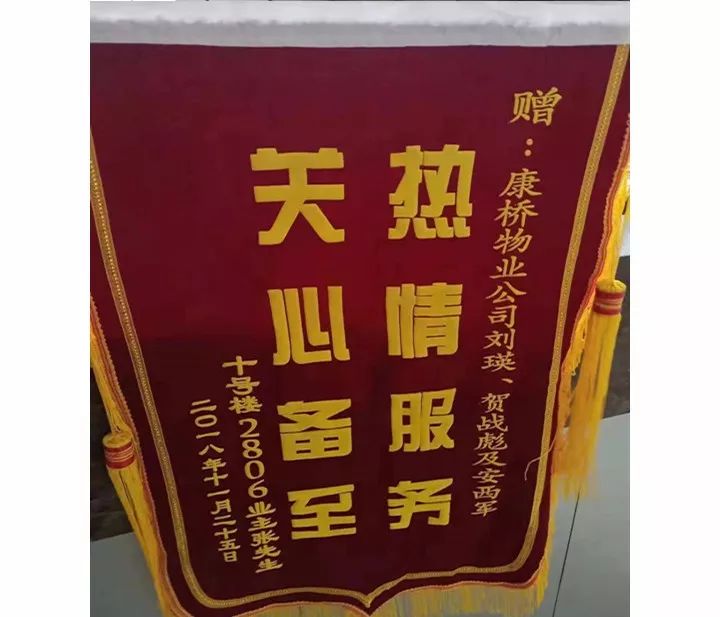 赠：康桥物业公司刘瑛、贺战彪及安西军
热情服务
关心备至
十号楼2806业主张先生
二〇一八年十一月二十五日